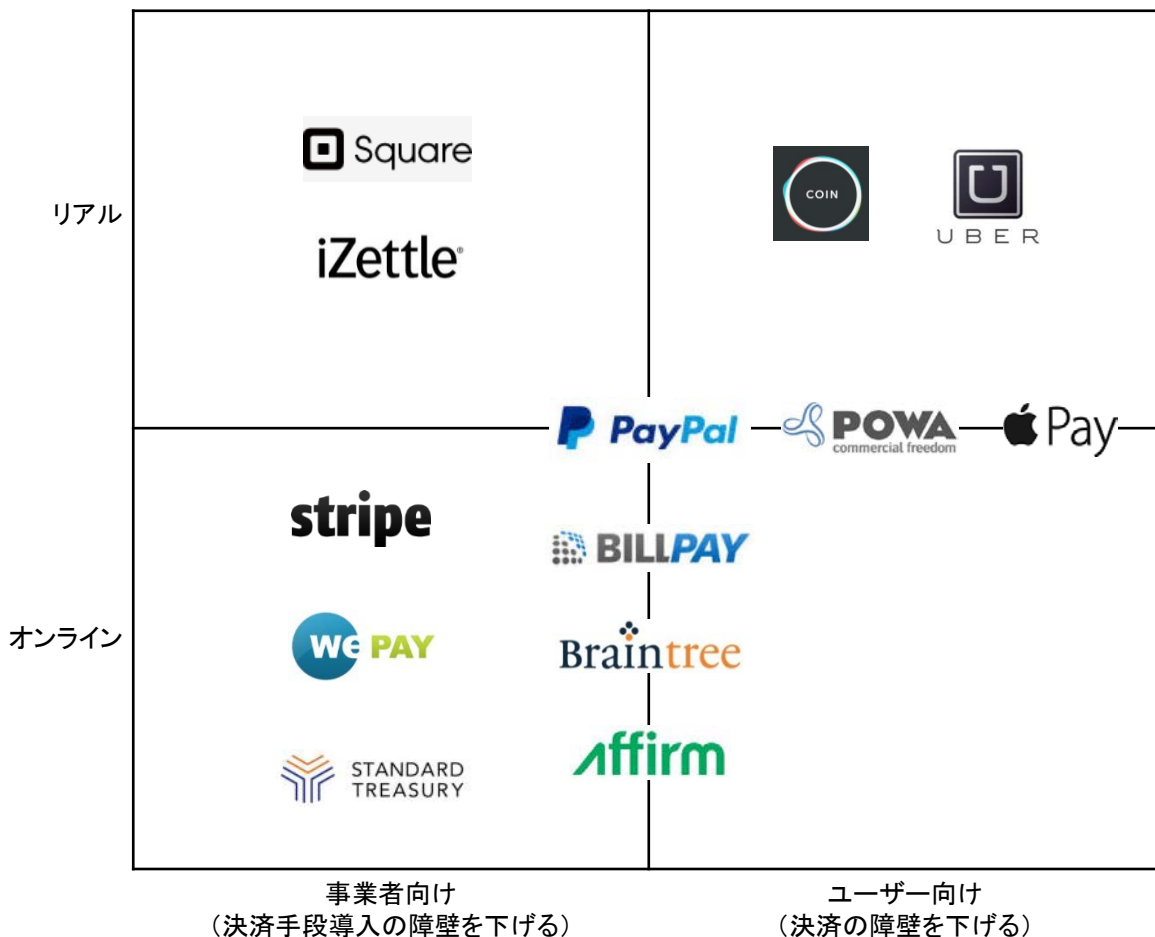 Square
iZettle®
COIN
UBER
リアル
PayPal
POWA
commercial freedom
Pay
stripe
BILLPAY
オンライン
we PAY
Braintree
STANDARD
TREASURY
affirm
事業者向け
（決済手段導入の障壁を下げる）
ユーザー向け
（決済の障壁を下げる）